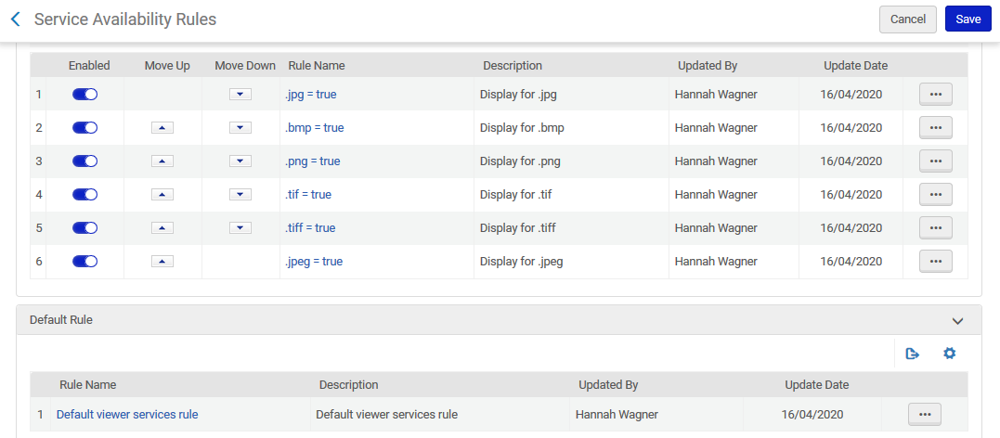 Service Availability Rules Cancel Save
Enabled Move Up Move Down Rule Name Description Updated By Update Date
1 .jpg = true Display for .jpg Hannah Wagner 16/04/2020 •••
2 .bmp = true Display for .bmp Hannah Wagner 16/04/2020 •••
3 .png = true Display for .png Hannah Wagner 16/04/2020 •••
4 .tif = true Display for .tif Hannah Wagner 16/04/2020 •••
5 .tiff = true Display for .tiff Hannah Wagner 16/04/2020 •••
6 .jpeg = true Display for .jpeg Hannah Wagner 16/04/2020 •••
Default Rule
Rule Name Description Updated By Update Date
1 Default viewer services rule Default viewer services rule Hannah Wagner 16/04/2020 •••